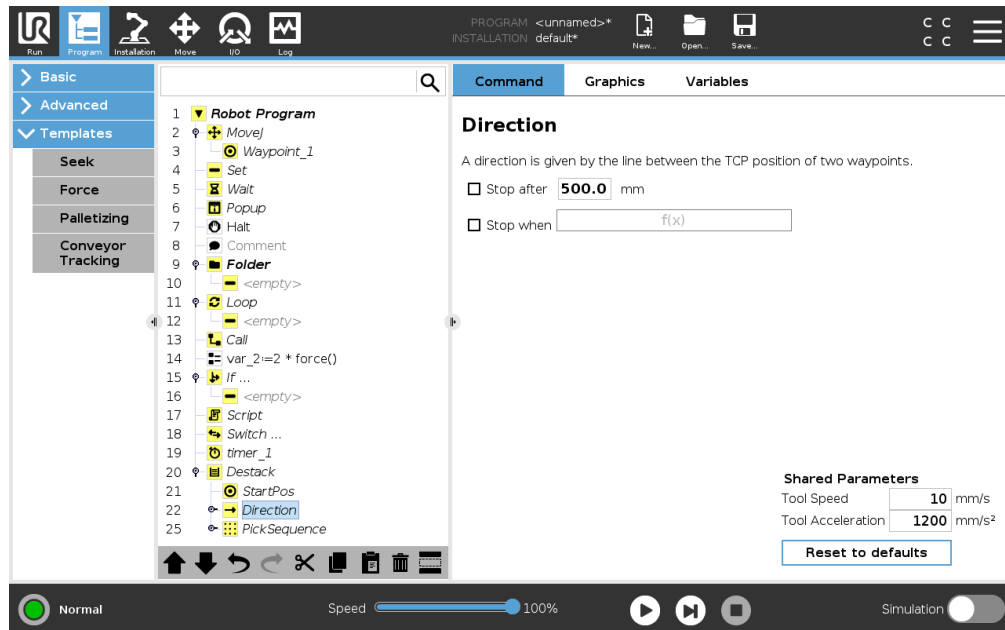 PROGRAM <unnamed>*
INSTALLATION default*
UR
Run
Program
Installation
Move
I/O
Log
New...
Open...
Save...
C C
C C
Basic
Advanced
Templates
Seek
Force
Palletizing
Conveyor
Tracking
1 Robot Program
2 MoveJ
3 Waypoint_1
4 Set
5 Wait
6 Popup
7 Halt
8 Comment
9 Folder
10 <empty>
11 Loop
12 <empty>
13 Call
14 var_2:=2 * force()
15 If ...
16 <empty>
17 Script
18 Switch ...
19 timer_1
20 Destack
21 StartPos
22 Direction
25 PickSequence
Command Graphics Variables
Direction
A direction is given by the line between the TCP position of two waypoints.
Stop after 500.0 mm
Stop when f(x)
Shared Parameters
Tool Speed 10 mm/s
Tool Acceleration 1200 mm/s²
Reset to defaults
Normal
Speed 100%
Simulation